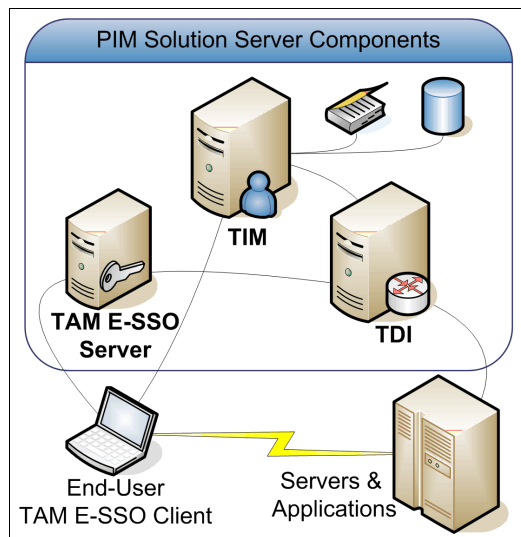 PIM Solution Server Components
TIM
TAM E-SSO
Server
TDI
End-User
TAM E-SSO Client
Servers &
Applications